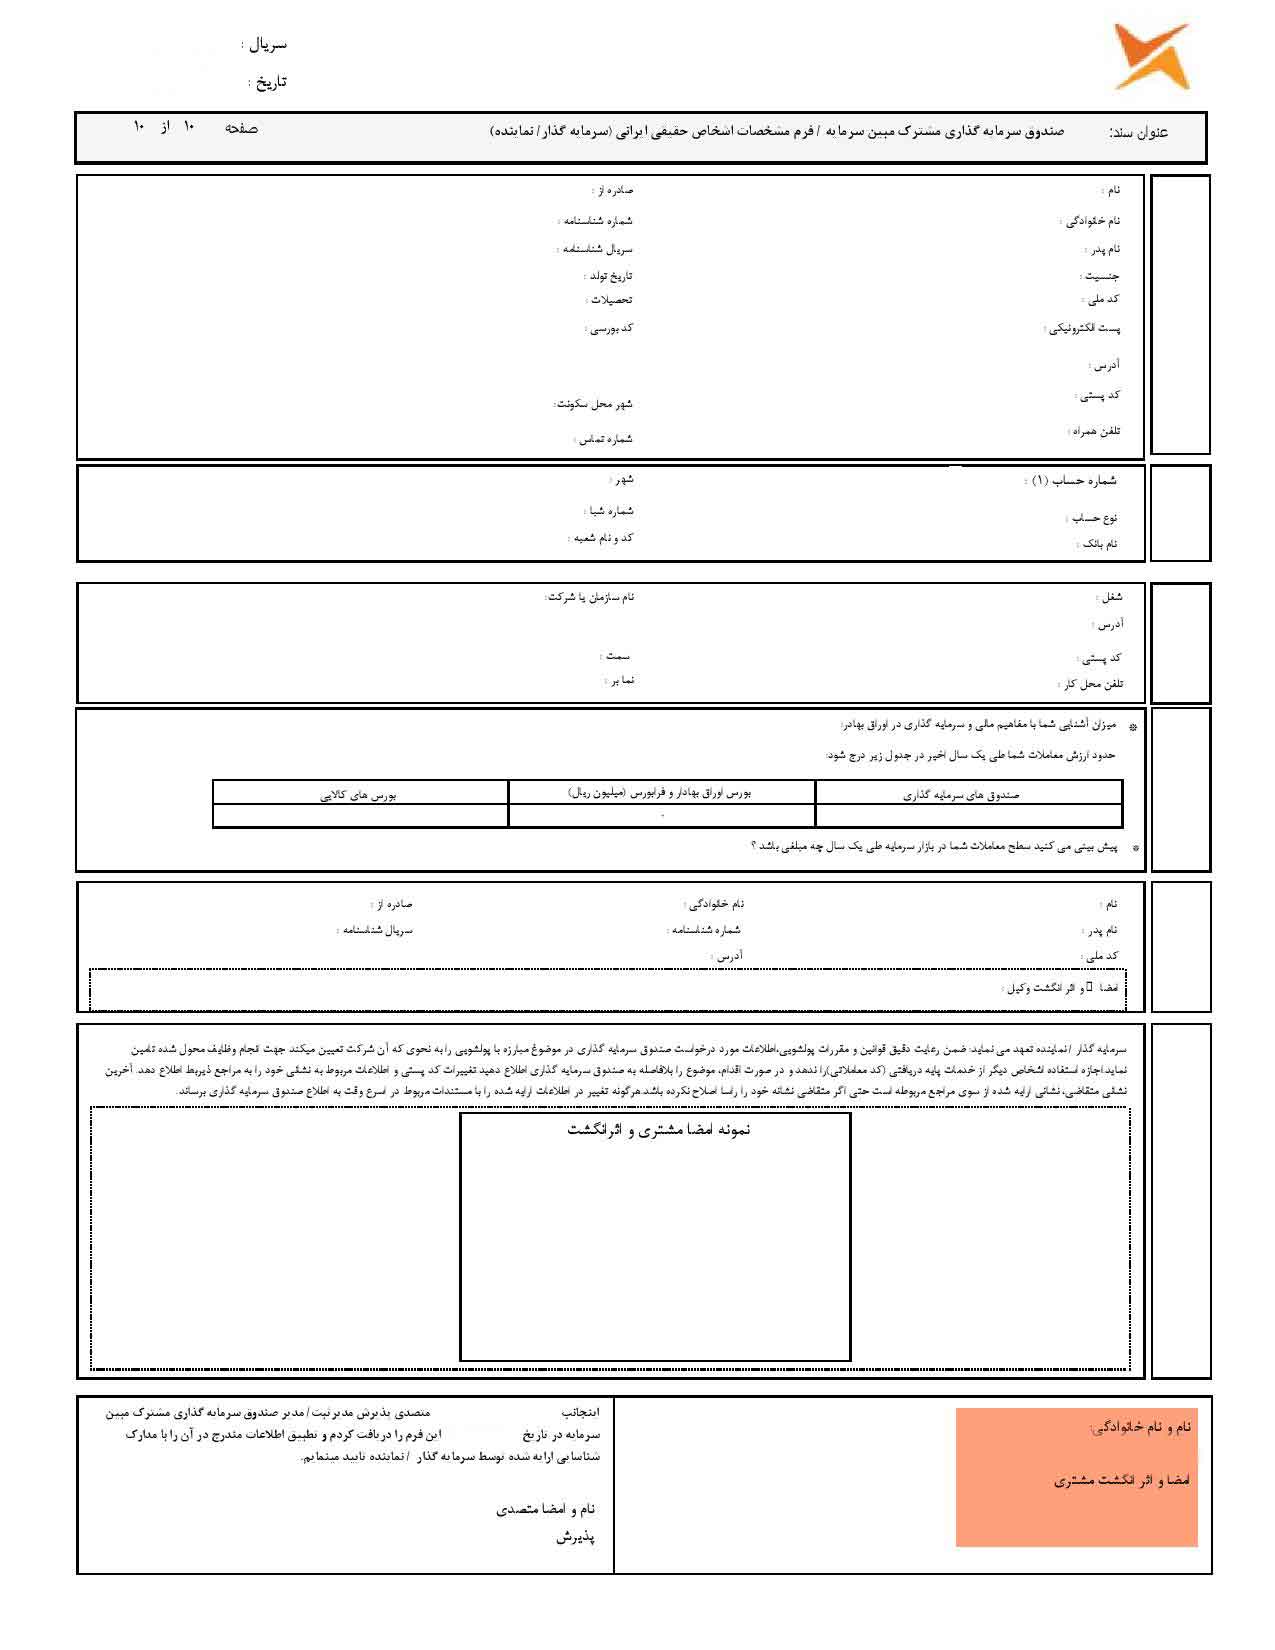 سریال :
تاریخ :
عنوان سند: صندوق سرمایه گذاری مشترک مبین سرمایه / فرم مشخصات اشخاص حقیقی ایرانی (سرمایه گذار/ نماینده) صفحه ۱۰ از ۱۰
نام : صادره از :
نام خانوادگی : شماره شناسنامه :
نام پدر : سریال شناسنامه :
جنسیت : تاریخ تولد :
کد ملی : تحصیلات :
پست الکترونیکی : کد بورسی :
آدرس :
کد پستی : شهر محل سکونت:
تلفن همراه : شماره تماس :
شماره حساب (۱) : شهر :
نوع حساب : شماره شبا :
نام بانک : کد و نام شعبه :
شغل : نام سازمان یا شرکت:
آدرس :
کد پستی : سمت :
تلفن محل کار : نمابر :
* میزان آشنایی شما با مفاهیم مالی و سرمایه گذاری در اوراق بهادر:
حدود ارزش معاملات شما طی یک سال اخیر در جدول زیر درج شود:
صندوق های سرمایه گذاری بورس اوراق بهادار و فرابورس (میلیون ریال) بورس های کالایی
۰
* پیش بینی می کنید سطح معاملات شما در بازار سرمایه طی یک سال چه مبلغی باشد ؟
نام : نام خانوادگی : صادره از :
نام پدر : شماره شناسنامه : سریال شناسنامه :
کد ملی : آدرس :
امضا و اثر انگشت وکیل :
سرمایه گذار / نماینده تعهد می نماید: ضمن رعایت دقیق قوانین و مقررات پولشویی،اطلاعات مورد درخواست صندوق سرمایه گذاری در موضوع مبارزه با پولشویی را به نحوی که آن شرکت تعیین میکند جهت انجام وظایف محول شده تامین
نماید.اجازه استفاده اشخاص دیگر از خدمات پایه دریافتی (کد معاملاتی)را ندهد و در صورت اقدام، موضوع را بلافاصله به صندوق سرمایه گذاری اطلاع دهید تغییرات کد پستی و اطلاعات مربوط به نشانی خود را به مراجع ذیربط اطلاع دهد. آخرین
نشانی متقاضی، نشانی ارایه شده از سوی مراجع مربوطه است حتی اگر متقاضی نشانه خود را راسا اصلاح نکرده باشد.هرگونه تغییر در اطلاعات ارایه شده را با مستندات مربوط در اسرع وقت به اطلاع صندوق سرمایه گذاری برساند.
نمونه امضا مشتری و اثرانگشت
نام و نام خانوادگی:
امضا و اثر انگشت مشتری
اینجانب متصدی پذیرش مدیر ثبت/ مدیر صندوق سرمایه گذاری مشترک مبین
سرمایه در تاریخ این فرم را دریافت کردم و تطبیق اطلاعات مندرج در آن را با مدارک
شناسایی ارایه شده توسط سرمایه گذار / نماینده تایید مینمایم.
نام و امضا متصدی
پذیرش